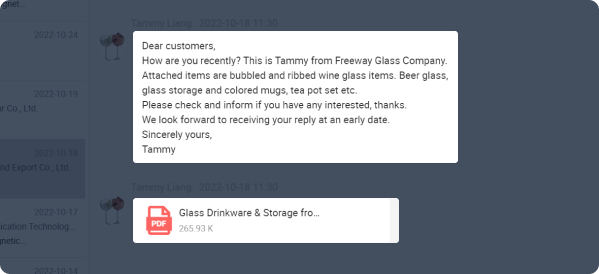 Tammy Liang 2022-10-18 11:30
2022-10-24
Dear customers,
How are you recently? This is Tammy from Freeway Glass Company.
Attached items are bubbled and ribbed wine glass items. Beer glass,
glass storage and colored mugs, tea pot set etc.
Please check and inform if you have any interested, thanks.
We look forward to receiving your reply at an early date.
Sincerely yours,
Tammy
2022-10-19
Co., Ltd.
2022-10-18
nd Export Co., Ltd.
Tammy Liang 2022-10-18 11:30
PDF
Glass Drinkware & Storage fro...
265.93 K
2022-10-17
ication Technolog...
gnetic...
2022-10-14